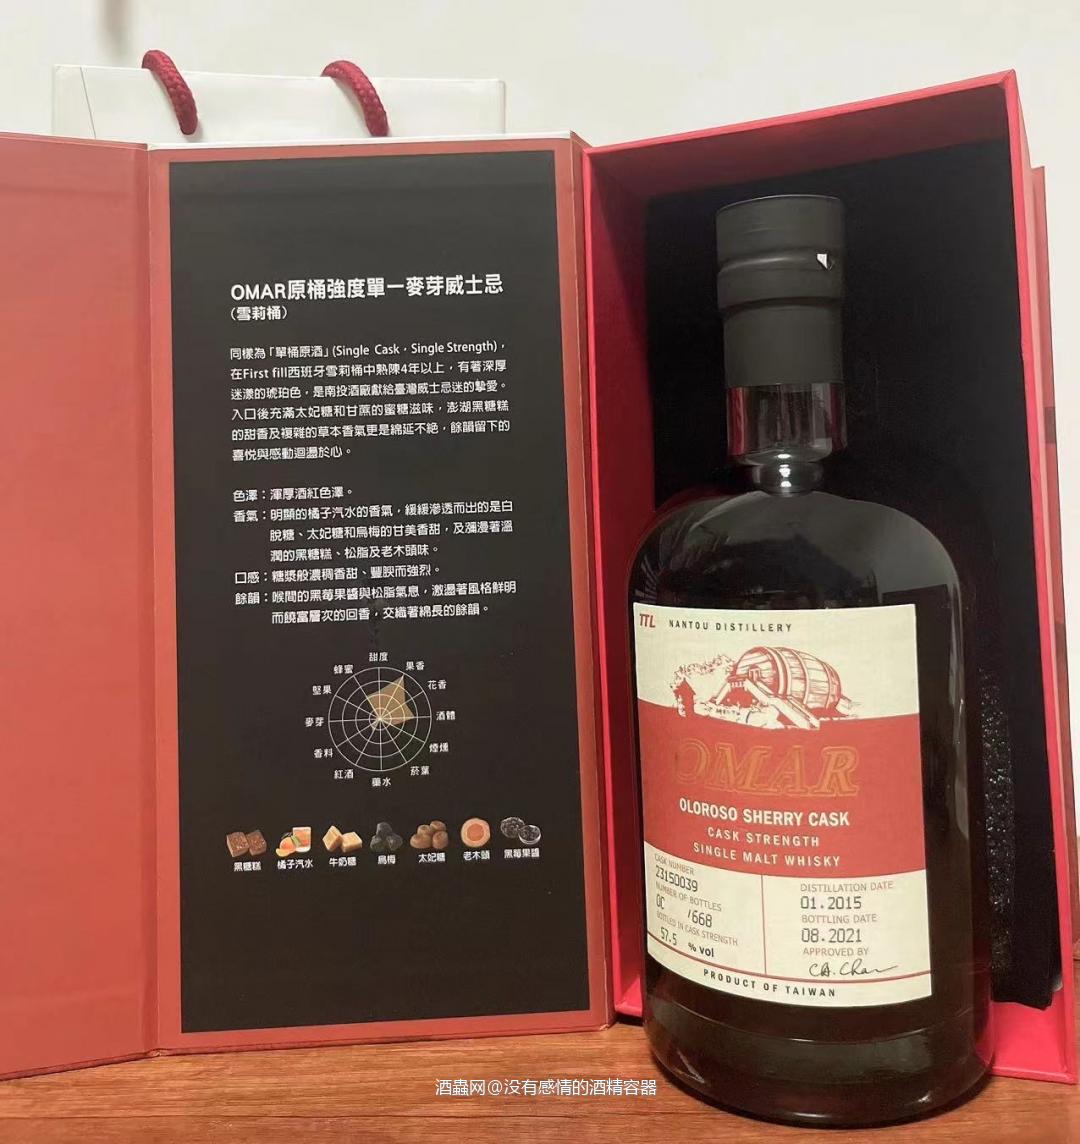 OMAR原桶強度單一麥芽威士忌
(雪莉桶)
同樣為「單桶原酒」(Single Cask,Single Strength),
在First fill西班牙雪莉桶中熟陳4年以上,有著深厚
迷漾的琥珀色,是南投酒廠獻給臺灣威士忌迷的摯愛。
入口後充滿太妃糖和甘蔗的蜜糖滋味,澎湖黑糖糕
的甜香及複雜的草本香氣更是綿延不絕,餘韻留下的
喜悅與感動迴盪於心。
色澤:渾厚酒紅色澤。
香氣:明顯的橘子汽水的香氣,緩緩滲透而出的是白
脫糖、太妃糖和烏梅的甘美香甜,及瀰漫著溫
潤的黑糖糕、松脂及老木頭味。
口感:糖漿般濃稠香甜、豐腴而強烈。
餘韻:喉間的黑莓果醬與松脂氣息,激盪著風格鮮明
而饒富層次的回香,交織著綿長的餘韻。
甜度
果香
花香
酒體
煙燻
菸葉
藥水
紅酒
香料
麥芽
堅果
蜂蜜
黑糖糕
橘子汽水
牛奶糖
烏梅
太妃糖
老木頭
黑莓果醬
TTL NANTOU DISTILLERY
OMAR
OLOROSO SHERRY CASK
CASK STRENGTH
SINGLE MALT WHISKY
CASK NUMBER
23150039
NUMBER OF BOTTLES
OC /668
BOTTLED IN CASK STRENGTH
57.5 % vol
DISTILLATION DATE
01.2015
BOTTLING DATE
08.2021
APPROVED BY
C.A. Chan
PRODUCT OF TAIWAN
酒蟲网@没有感情的酒精容器